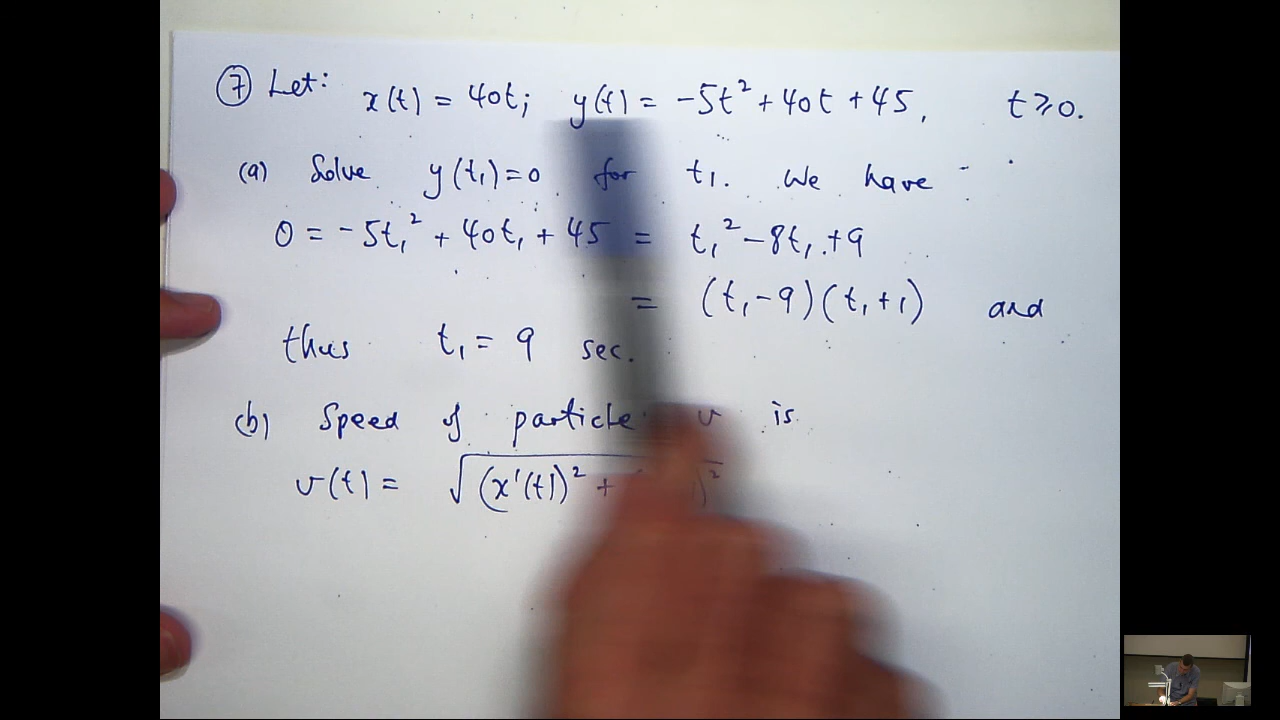 ⑦ Let: x(t) = 40t; y(t) = -5t² + 40t + 45, t ≥ 0.
(a) Solve y(t₁)=0 for t₁. We have
0 = -5t₁² + 40t₁ + 45 = t₁² - 8t₁ + 9
= (t₁-9)(t₁+1) and
thus t₁ = 9 sec.
(b) Speed of particle v is
v(t) = √(x'(t))² + ( )²